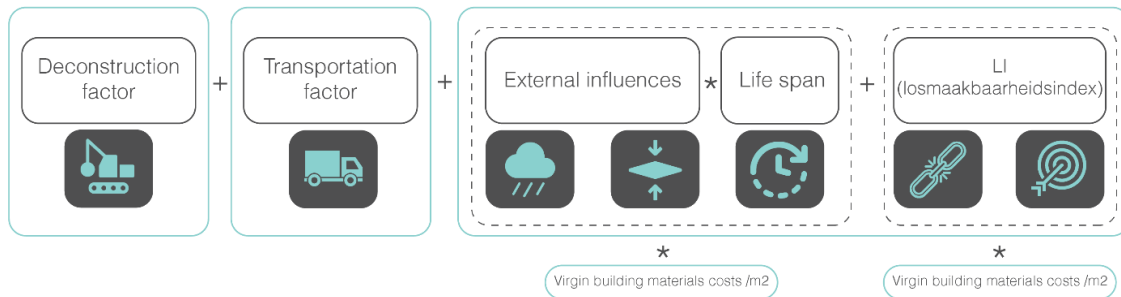 Deconstruction
factor
+
Transportation
factor
+
External influences
*
Life span
+
LI
(losmaakbaarheidsindex)
*
Virgin building materials costs /m2
*
Virgin building materials costs /m2